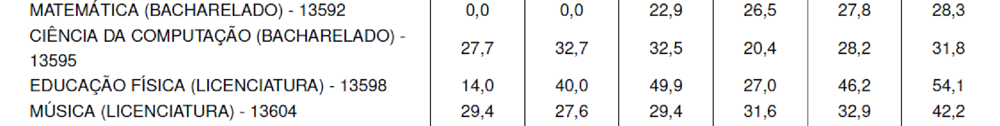 MATEMÁTICA (BACHARELADO) - 13592 0,0 0,0 22,9 26,5 27,8 28,3
CIÊNCIA DA COMPUTAÇÃO (BACHARELADO) -
13595 27,7 32,7 32,5 20,4 28,2 31,8
EDUCAÇÃO FÍSICA (LICENCIATURA) - 13598 14,0 40,0 49,9 27,0 46,2 54,1
MÚSICA (LICENCIATURA) - 13604 29,4 27,6 29,4 31,6 32,9 42,2